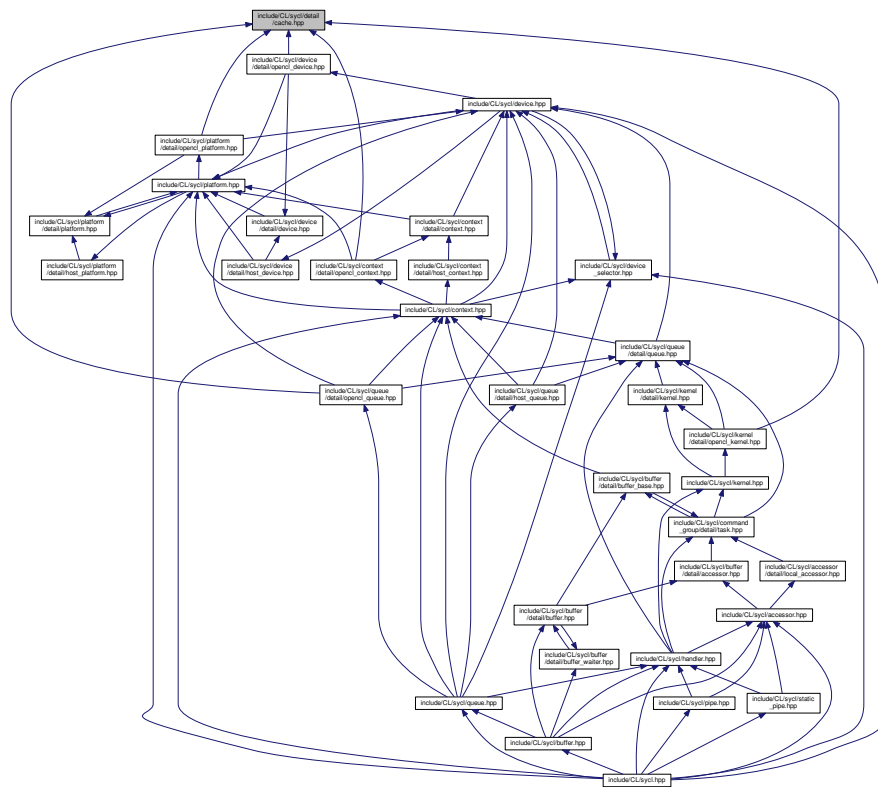 include/CL/sycl/detail
/cache.hpp
include/CL/sycl/device
/detail/opencl_device.hpp
include/CL/sycl/device.hpp
include/CL/sycl/platform
/detail/opencl_platform.hpp
include/CL/sycl/platform.hpp
include/CL/sycl/platform
/detail/platform.hpp
include/CL/sycl/device
/detail/device.hpp
include/CL/sycl/context
/detail/context.hpp
include/CL/sycl/platform
/detail/host_platform.hpp
include/CL/sycl/device
/detail/host_device.hpp
include/CL/sycl/context
/detail/opencl_context.hpp
include/CL/sycl/context
/detail/host_context.hpp
include/CL/sycl/device
_selector.hpp
include/CL/sycl/context.hpp
include/CL/sycl/queue
/detail/queue.hpp
include/CL/sycl/queue
/detail/opencl_queue.hpp
include/CL/sycl/queue
/detail/host_queue.hpp
include/CL/sycl/kernel
/detail/kernel.hpp
include/CL/sycl/kernel
/detail/opencl_kernel.hpp
include/CL/sycl/buffer
/detail/buffer_base.hpp
include/CL/sycl/kernel.hpp
include/CL/sycl/command
_group/detail/task.hpp
include/CL/sycl/buffer
/detail/accessor.hpp
include/CL/sycl/accessor
/detail/local_accessor.hpp
include/CL/sycl/buffer
/detail/buffer.hpp
include/CL/sycl/accessor.hpp
include/CL/sycl/buffer
/detail/buffer_waiter.hpp
include/CL/sycl/handler.hpp
include/CL/sycl/queue.hpp
include/CL/sycl/pipe.hpp
include/CL/sycl/static
_pipe.hpp
include/CL/sycl/buffer.hpp
include/CL/sycl.hpp